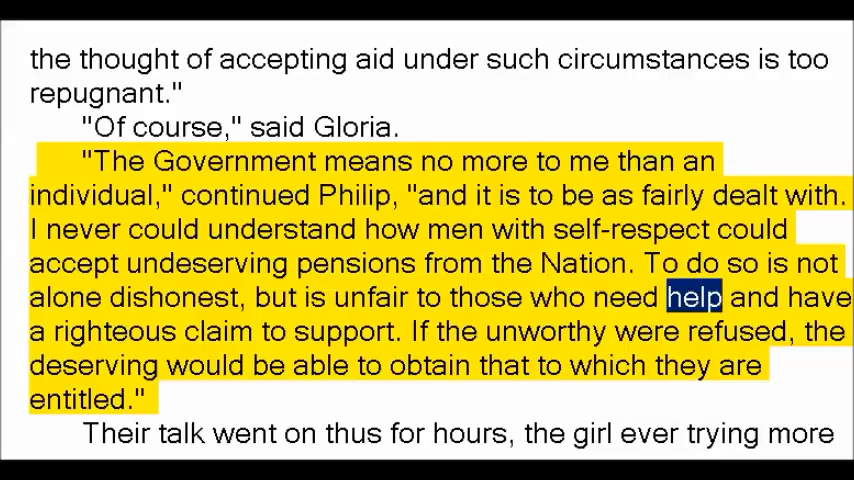 the thought of accepting aid under such circumstances is too
repugnant."
"Of course," said Gloria.
"The Government means no more to me than an
individual," continued Philip, "and it is to be as fairly dealt with.
I never could understand how men with self-respect could
accept undeserving pensions from the Nation. To do so is not
alone dishonest, but is unfair to those who need help and have
a righteous claim to support. If the unworthy were refused, the
deserving would be able to obtain that to which they are
entitled."
Their talk went on thus for hours, the girl ever trying more